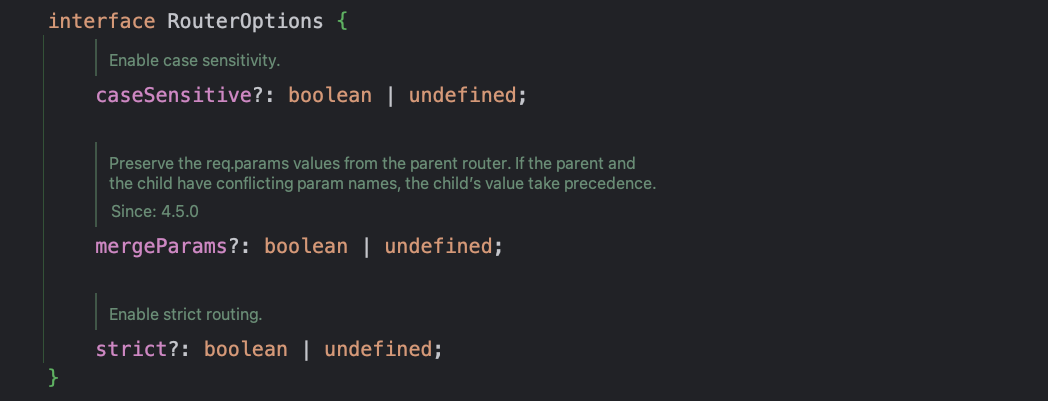 interface RouterOptions {
Enable case sensitivity.
caseSensitive?: boolean | undefined;
Preserve the req.params values from the parent router. If the parent and
the child have conflicting param names, the child’s value take precedence.
Since: 4.5.0
mergeParams?: boolean | undefined;
Enable strict routing.
strict?: boolean | undefined;
}